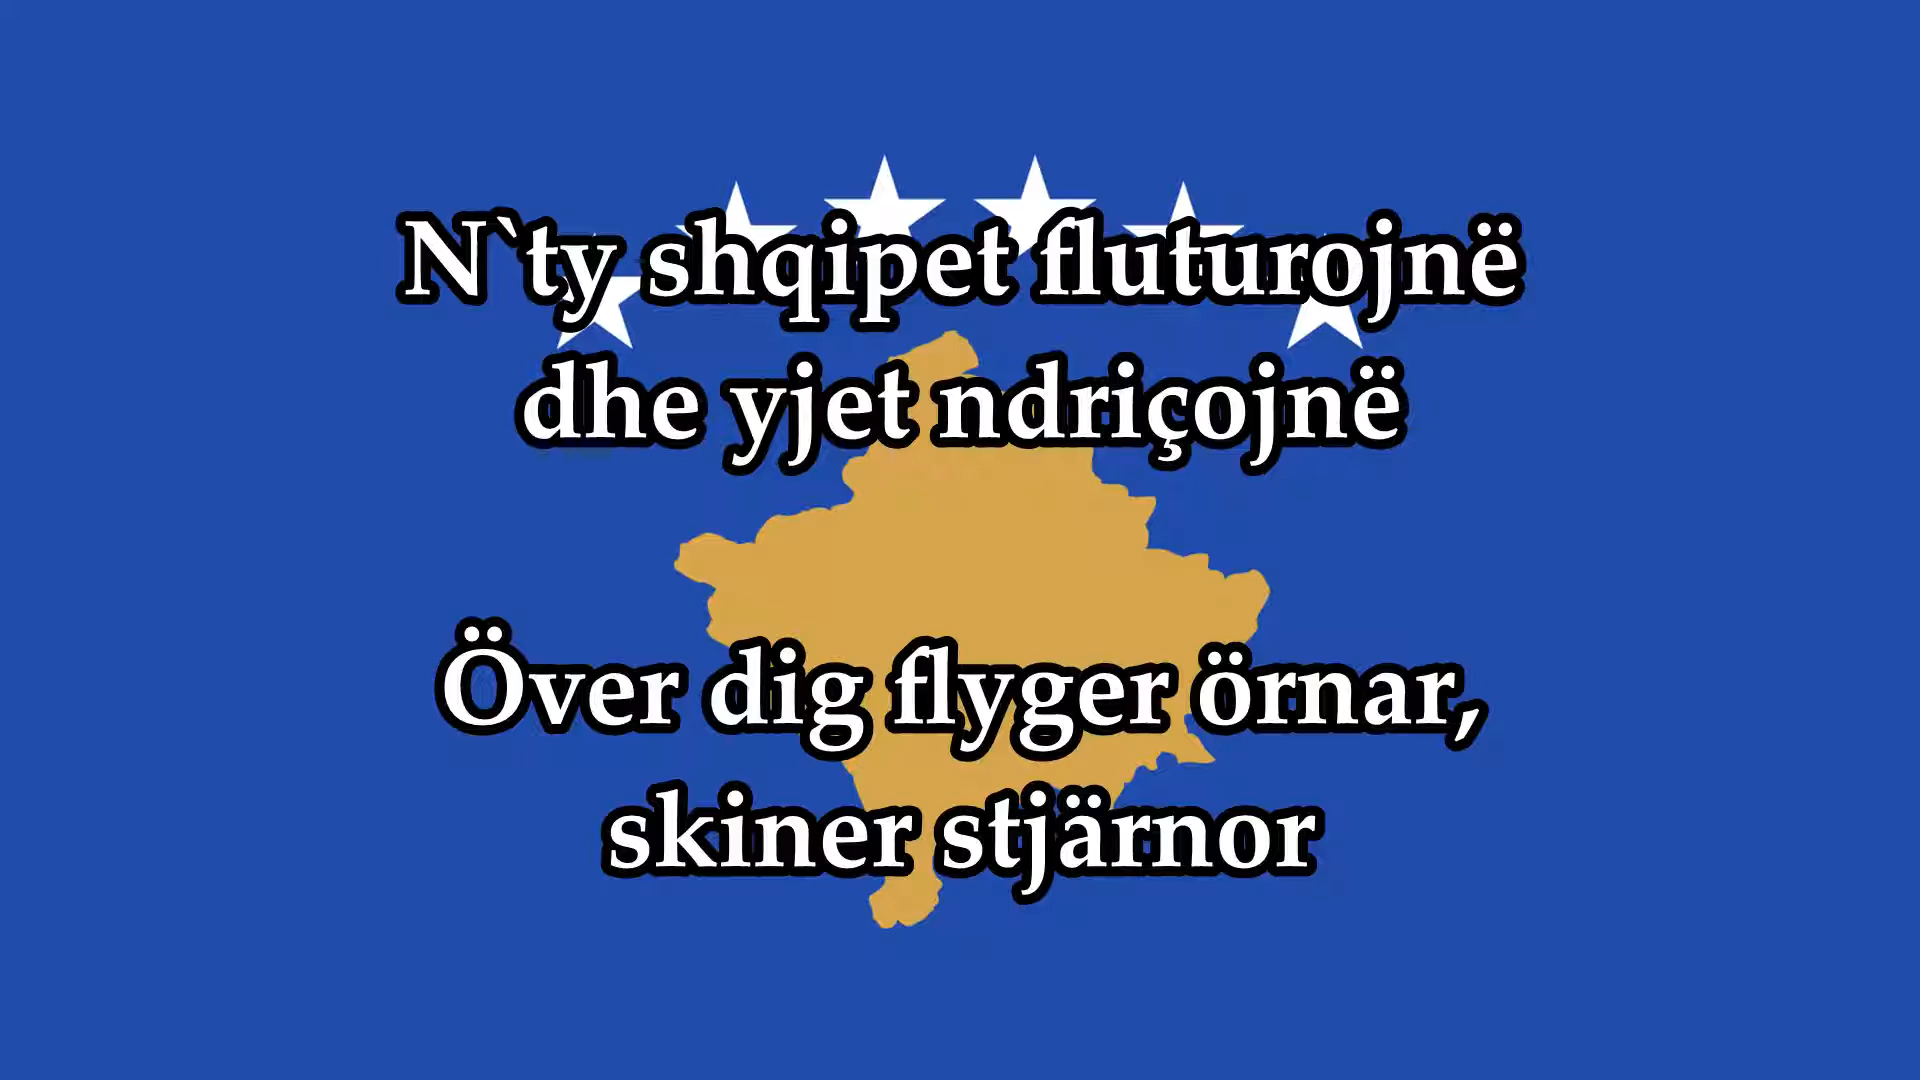 N`ty shqipet fluturojnë
dhe yjet ndriçojnë
Över dig flyger örnar,
skiner stjärnor